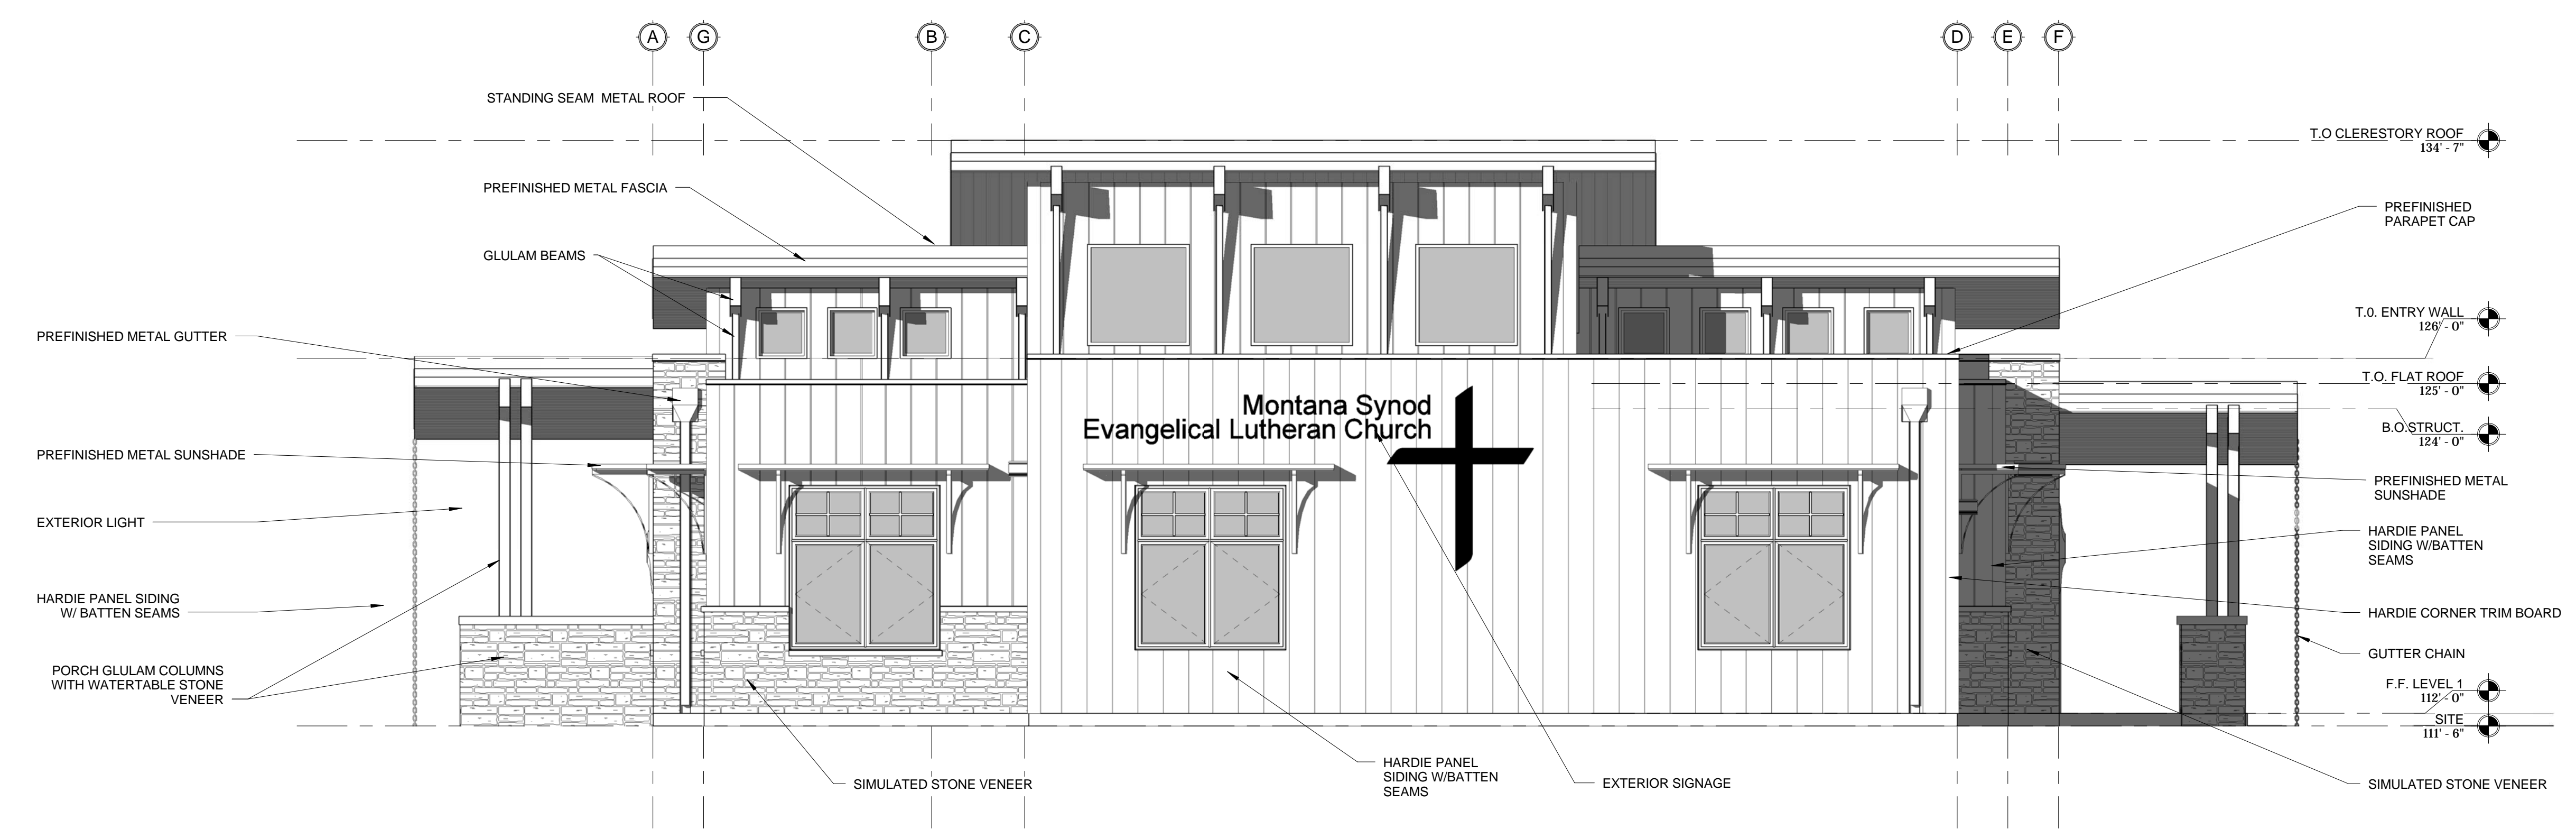 A G B C D E F
STANDING SEAM METAL ROOF
PREFINISHED METAL FASCIA
GLULAM BEAMS
PREFINISHED METAL GUTTER
PREFINISHED METAL SUNSHADE
EXTERIOR LIGHT
HARDIE PANEL SIDING
W/ BATTEN SEAMS
PORCH GLULAM COLUMNS
WITH WATERTABLE STONE
VENEER
Montana Synod
Evangelical Lutheran Church
SIMULATED STONE VENEER
HARDIE PANEL
SIDING W/BATTEN
SEAMS
EXTERIOR SIGNAGE
T.O CLERESTORY ROOF
134' - 7"
PREFINISHED
PARAPET CAP
T.0. ENTRY WALL
126' - 0"
T.O. FLAT ROOF
125' - 0"
B.O.STRUCT.
124' - 0"
PREFINISHED METAL
SUNSHADE
HARDIE PANEL
SIDING W/BATTEN
SEAMS
HARDIE CORNER TRIM BOARD
GUTTER CHAIN
F.F. LEVEL 1
112' - 0"
SITE
111' - 6"
SIMULATED STONE VENEER